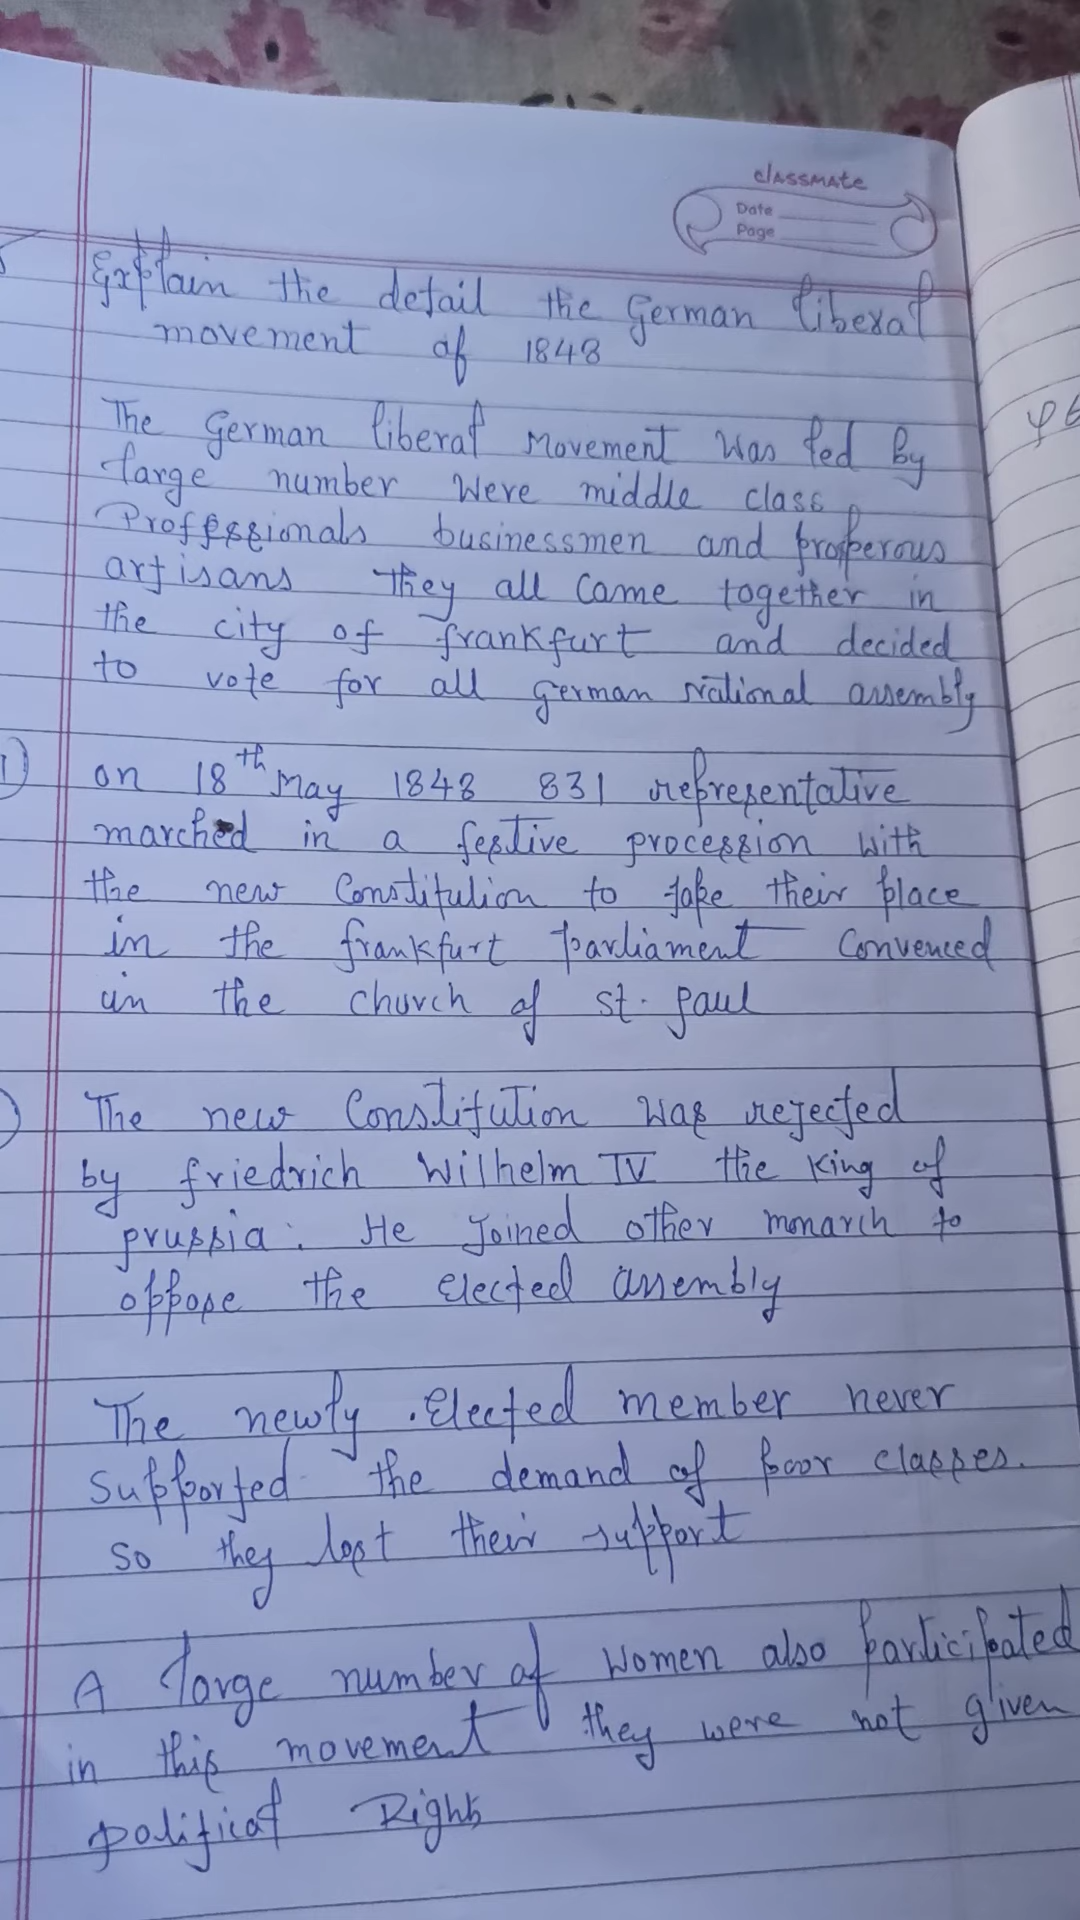 classmate
Date
Page
Explain the detail the German liberal
movement of 1848
The German liberal Movement was led by
large number were middle class
Professionals businessmen and prosperous
artisans They all came together in
the city of frankfurt and decided
to vote for all german National assembly
1)
on 18th May 1848 831 representative
marched in a festive procession with
the new Constitution to take their place
in the frankfurt parliament Convenced
in the church of st. paul
The new Constitution was rejected
by friedrich Wilhelm IV the King of
prussia. He Joined other monarch to
oppose the elected assembly
The newly Elected member never
supported the demand of poor classes.
so they lost their support
A large number of women also participated
in this movement they were not given
political Rights